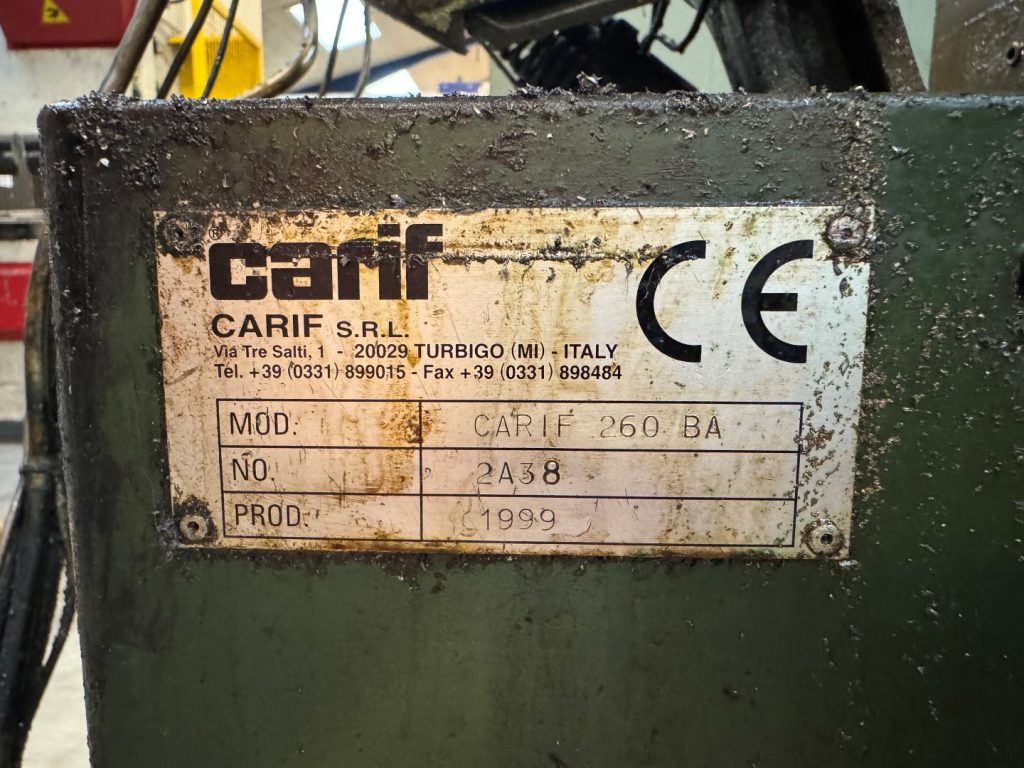 ® carif
CE
CARIF S.R.L.
Via Tre Salti, 1 - 20029 TURBIGO (MI) - ITALY
Tel. +39 (0331) 899015 - Fax +39 (0331) 898484
MOD. CARIF 260 BA
NO. 2A38
PROD. 1999